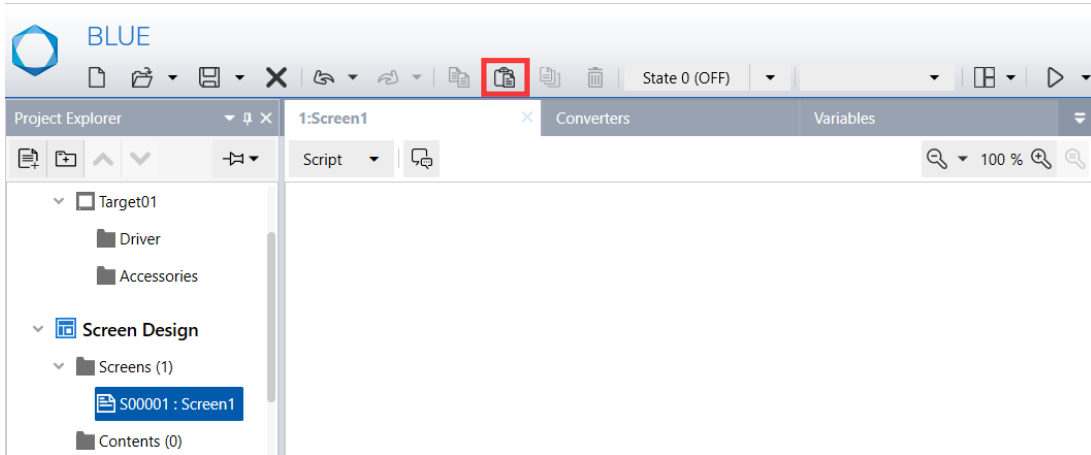 BLUE
State 0 (OFF)
Project Explorer
1:Screen1
Converters
Variables
Script
100 %
Target01
Driver
Accessories
Screen Design
Screens (1)
S00001 : Screen1
Contents (0)